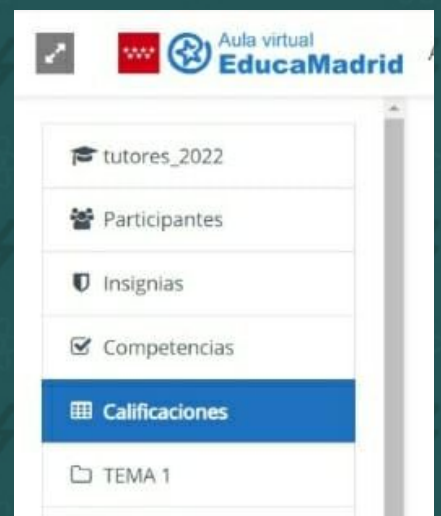 Aula virtual
EducaMadrid
tutores_2022
Participantes
Insignias
Competencias
Calificaciones
TEMA 1